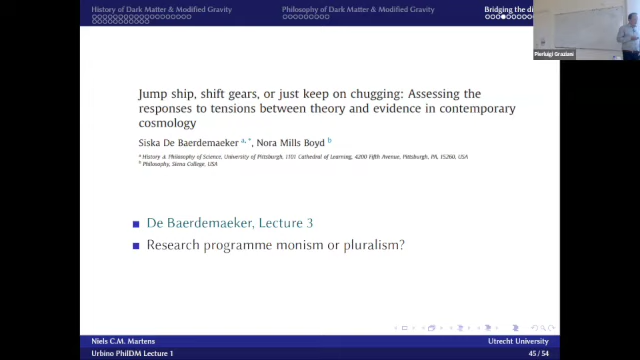 History of Dark Matter & Modified Gravity
Philosophy of Dark Matter & Modified Gravity
Bridging the di
Pierluigi Graziani
Jump ship, shift gears, or just keep on chugging: Assessing the
responses to tensions between theory and evidence in contemporary
cosmology
Siska De Baerdemaeker a, *, Nora Mills Boyd b
a History & Philosophy of Science, University of Pittsburgh, 1101 Cathedral of Learning, 4200 Fifth Avenue, Pittsburgh, PA, 15260, USA
b Philosophy, Siena College, USA
De Baerdemaeker, Lecture 3
Research programme monism or pluralism?
Niels C.M. Martens
Utrecht University
Urbino PhilDM Lecture 1
45 / 54